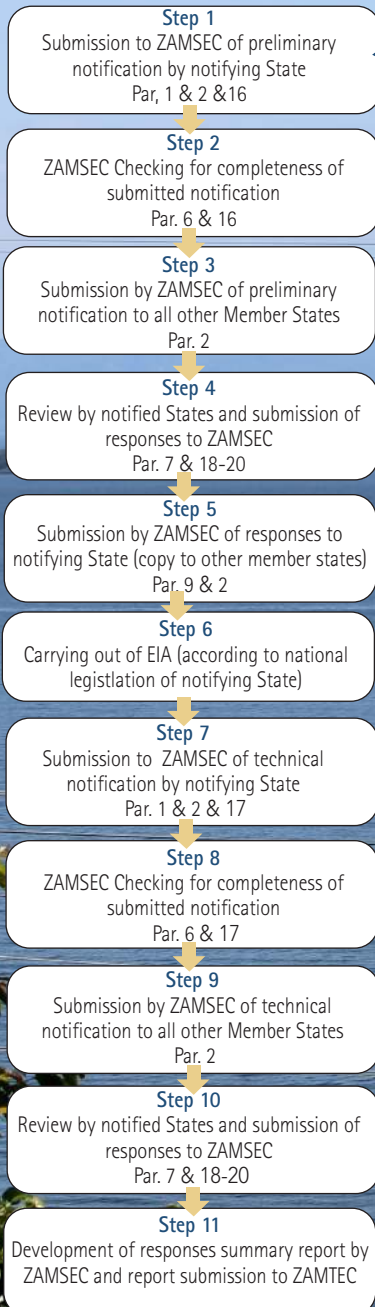 Step 1
Submission to ZAMSEC of preliminary
notification by notifying State
Par, 1 & 2 &16
Step 2
ZAMSEC Checking for completeness of
submitted notification
Par. 6 & 16
Step 3
Submission by ZAMSEC of preliminary
notification to all other Member States
Par. 2
Step 4
Review by notified States and submission of
responses to ZAMSEC
Par. 7 & 18-20
Step 5
Submission by ZAMSEC of responses to
notifying State (copy to other member states)
Par. 9 & 2
Step 6
Carrying out of EIA (according to national
legistlation of notifying State)
Step 7
Submission to ZAMSEC of technical
notification by notifying State
Par. 1 & 2 & 17
Step 8
ZAMSEC Checking for completeness of
submitted notification
Par. 6 & 17
Step 9
Submission by ZAMSEC of technical
notification to all other Member States
Par. 2
Step 10
Review by notified States and submission of
responses to ZAMSEC
Par. 7 & 18-20
Step 11
Development of responses summary report by
ZAMSEC and report submission to ZAMTEC